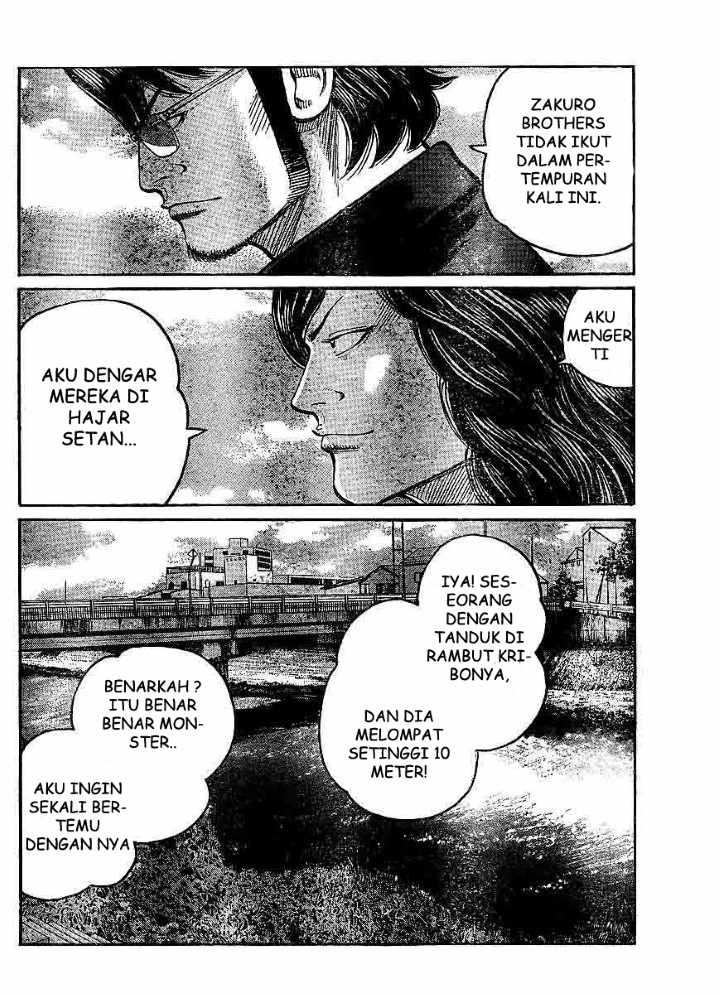 ZAKURO
BROTHERS
TIDAK IKUT
DALAM PER-
TEMPURAN
KALI INI.
AKU
MENGER
TI
AKU DENGAR
MEREKA DI
HAJAR
SETAN...
IYA! SES-
EORANG
DENGAN
TANDUK DI
RAMBUT KRI-
BONYA,
DAN DIA
MELOMPAT
SETINGGI 10
METER!
BENARKAH ?
ITU BENAR
BENAR MON-
STER..
AKU INGIN
SEKALI BER-
TEMU
DENGAN NYA